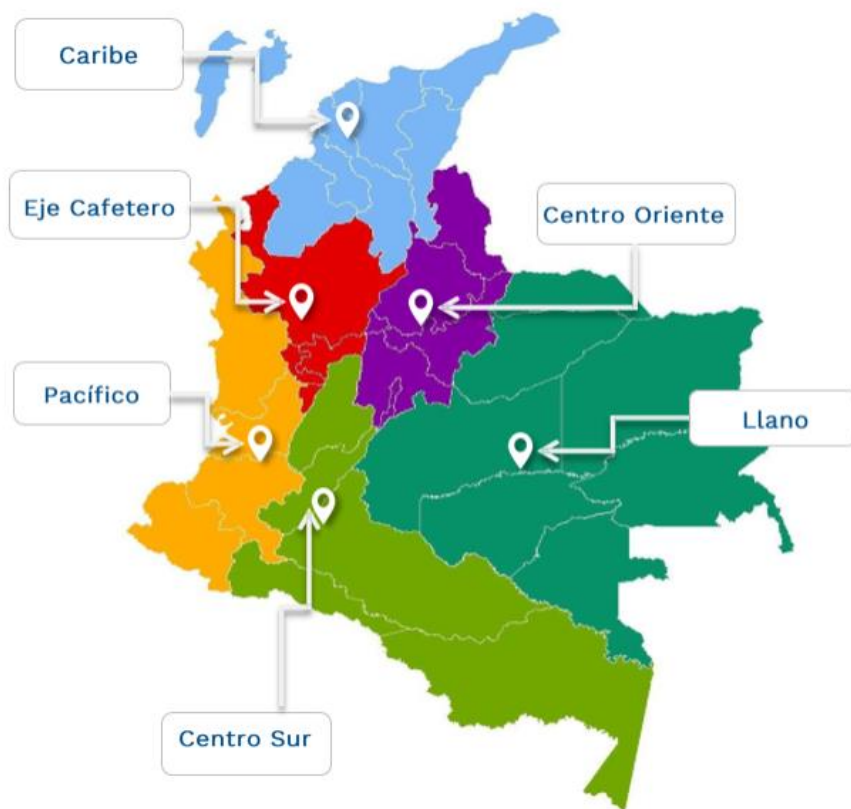 Caribe
Eje Cafetero
Centro Oriente
Pacífico
Llano
Centro Sur